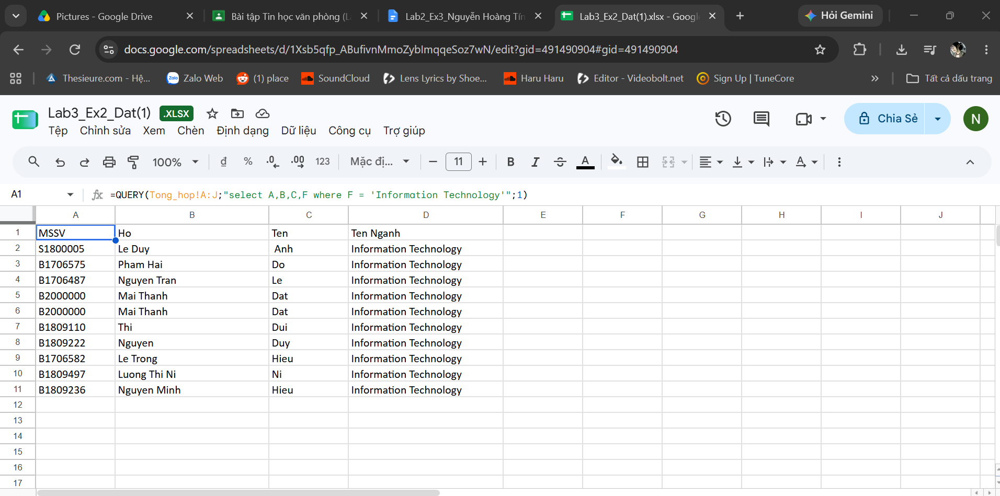 Pictures - Google Drive
Bài tập Tin học văn phòng (L
Lab2_Ex3_Nguyễn Hoàng Tín
Lab3_Ex2_Dat(1).xlsx - Googl
Hỏi Gemini
docs.google.com/spreadsheets/d/1Xsb5qfp_ABufivnMmoZybImqqeSoz7wN/edit?gid=491490904#gid=491490904
Thesieure.com - Hệ...
Zalo Web
(1) place
SoundCloud
Lens Lyrics by Shoe...
Haru Haru
Editor - Videobolt.net
Sign Up | TuneCore
Tất cả dấu trang
Lab3_Ex2_Dat(1) .XLSX
Chia Sẻ
N
Tệp Chỉnh sửa Xem Chèn Định dạng Dữ liệu Công cụ Trợ giúp
100% đ % .0 .00 123 Mặc đị... 11 B I S A
A1 fx =QUERY(Tong_hop!A:J;"select A,B,C,F where F = 'Information Technology'";1)
A B C D E F G H I J
1 MSSV Ho Ten Ten Nganh
2 S1800005 Le Duy Anh Information Technology
3 B1706575 Pham Hai Do Information Technology
4 B1706487 Nguyen Tran Le Information Technology
5 B2000000 Mai Thanh Dat Information Technology
6 B2000000 Mai Thanh Dat Information Technology
7 B1809110 Thi Dui Information Technology
8 B1809222 Nguyen Duy Information Technology
9 B1706582 Le Trong Hieu Information Technology
10 B1809497 Luong Thi Ni Ni Information Technology
11 B1809236 Nguyen Minh Hieu Information Technology
12
13
14
15
16
17